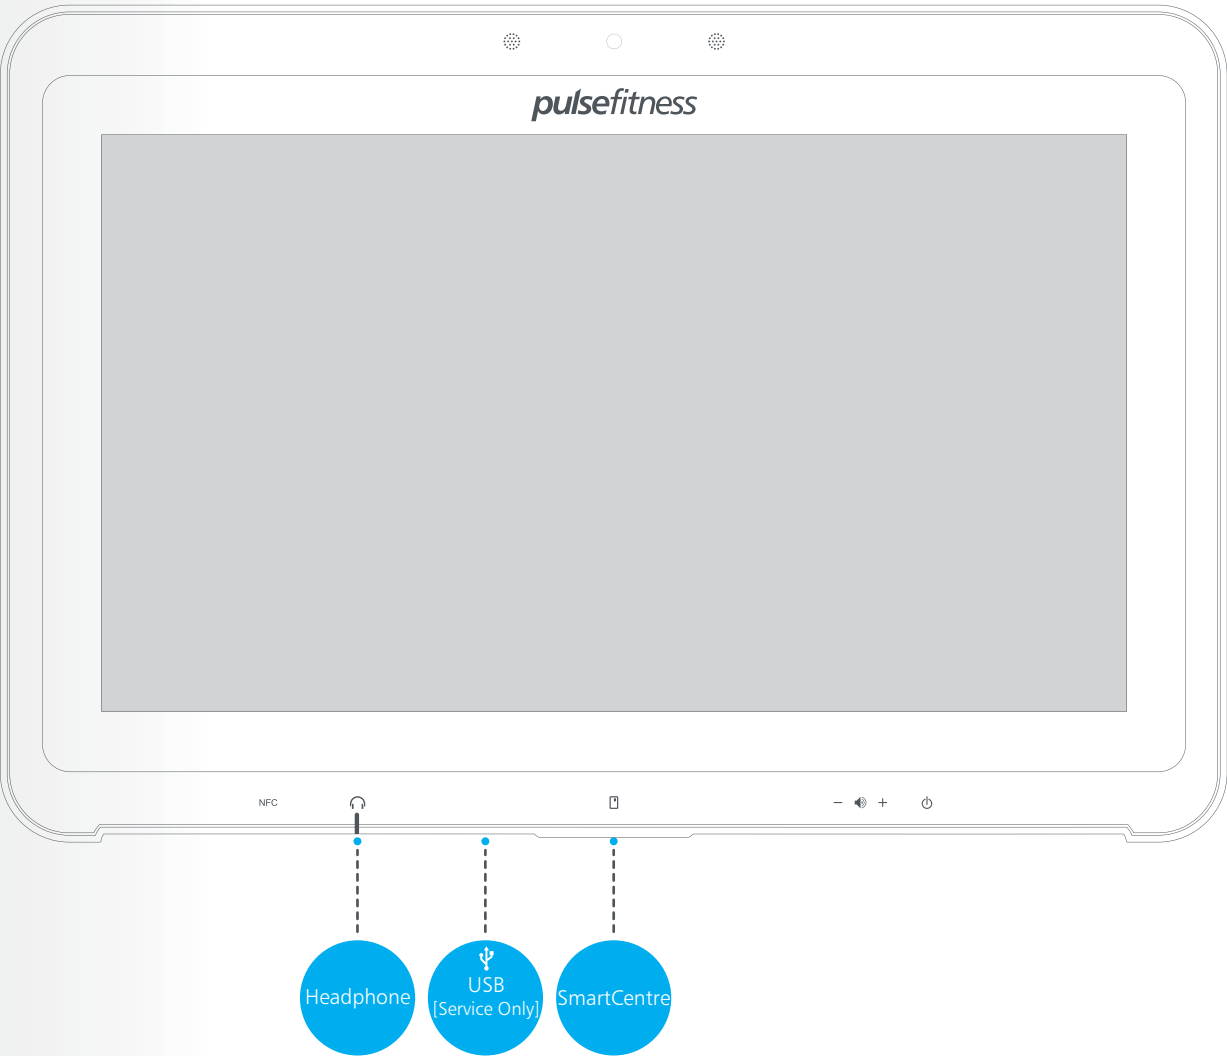 pulsefitness
NFC
Headphone
USB
[Service Only]
SmartCentre